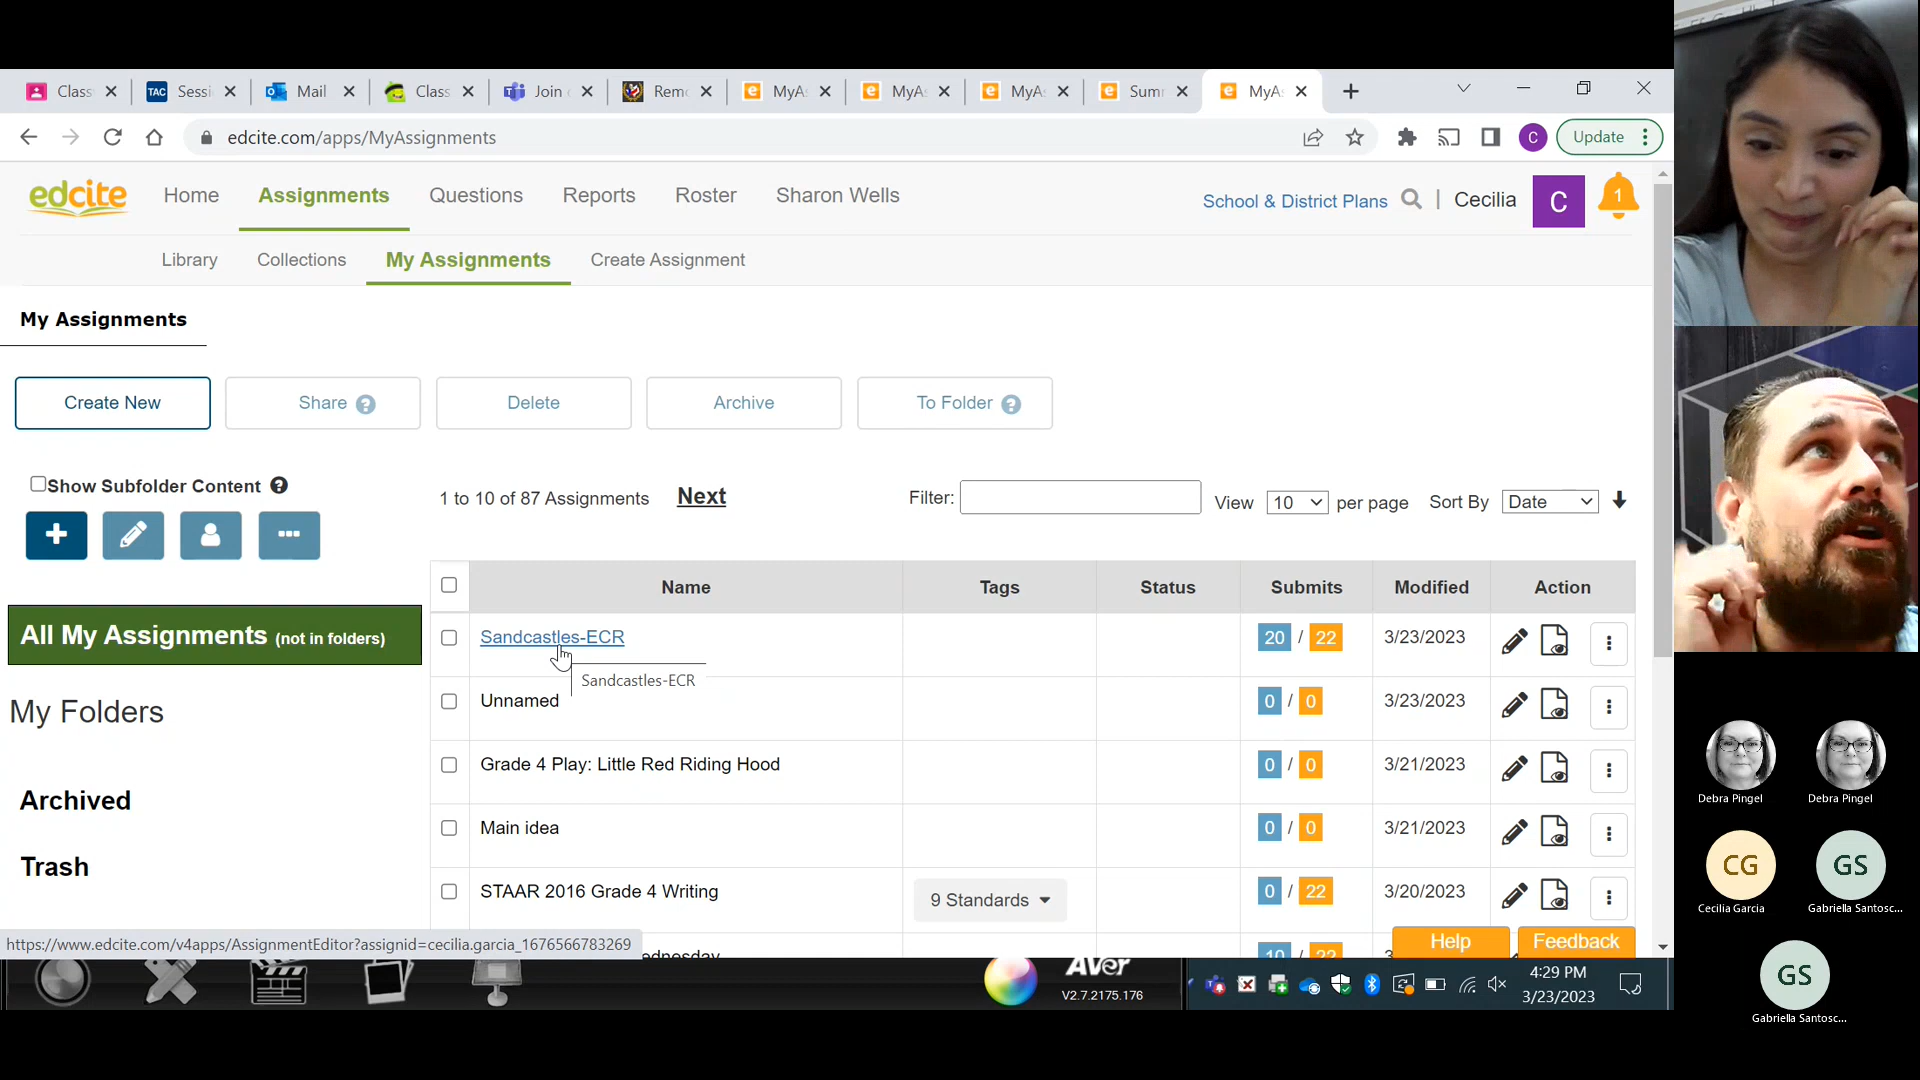 Class
TAC
Sessi
Mail
Class
Join
Rem
MyA
MyA
MyA
Sum
MyA
edcite.com/apps/MyAssignments
C
Update
edcite
Home
Assignments
Questions
Reports
Roster
Sharon Wells
School & District Plans
|
Cecilia
C
1
Library
Collections
My Assignments
Create Assignment
My Assignments
Create New
Share ?
Delete
Archive
To Folder ?
Show Subfolder Content ?
1 to 10 of 87 Assignments
Next
Filter:
View 10 per page
Sort By Date
All My Assignments (not in folders)
My Folders
Archived
Trash
Name Tags Status Submits Modified Action
Sandcastles-ECR 20 / 22 3/23/2023
Sandcastles-ECR
Unnamed 0 / 0 3/23/2023
Grade 4 Play: Little Red Riding Hood 0 / 0 3/21/2023
Main idea 0 / 0 3/21/2023
STAAR 2016 Grade 4 Writing 9 Standards 0 / 22 3/20/2023
10 / 22
Help
Feedback
https://www.edcite.com/v4apps/AssignmentEditor?assignid=cecilia.garcia_1676566783269
AVer
V2.7.2175.176
4:29 PM
3/23/2023
Debra Pingel
Debra Pingel
CG
GS
Cecilia Garcia
Gabriella Santosc...
GS
Gabriella Santosc...